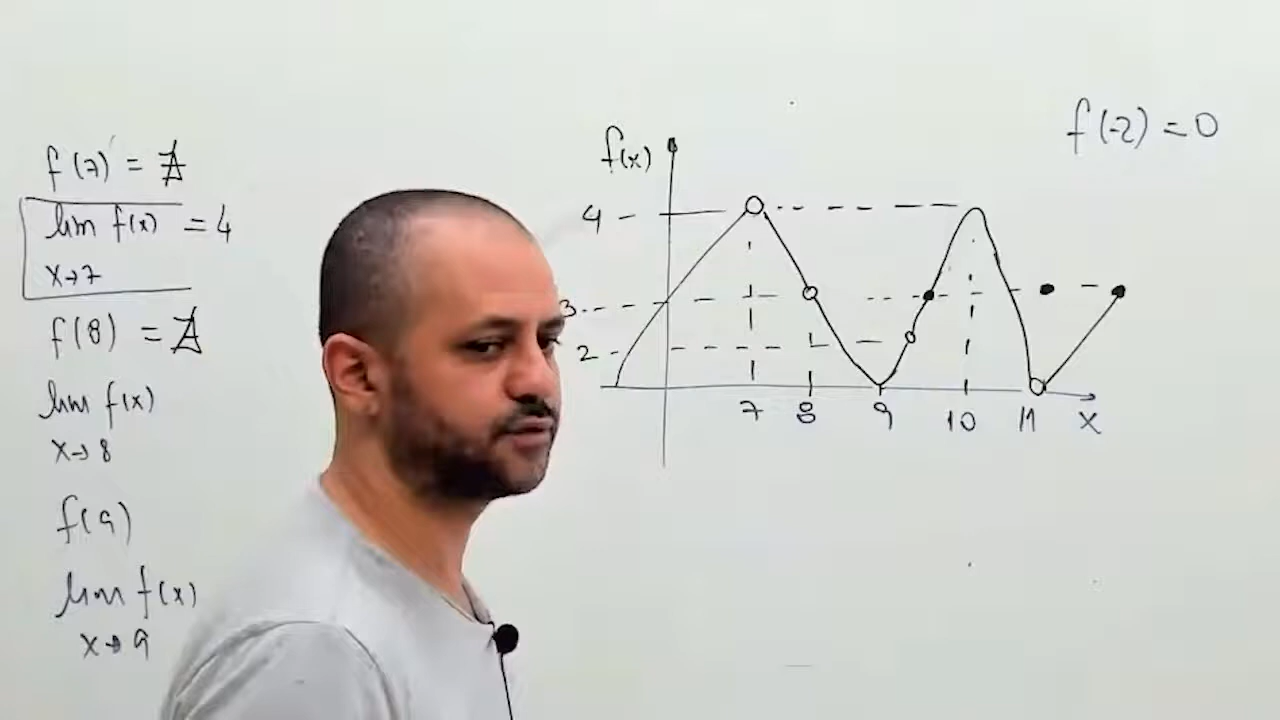 f(7) = ∄
lim f(x) = 4
x→7
f(8) = ∄
lim f(x)
x→8
f(9)
lim f(x)
x→9
f(x)
4
3
2
7 8 9 10 11 x
f(-2) = 0